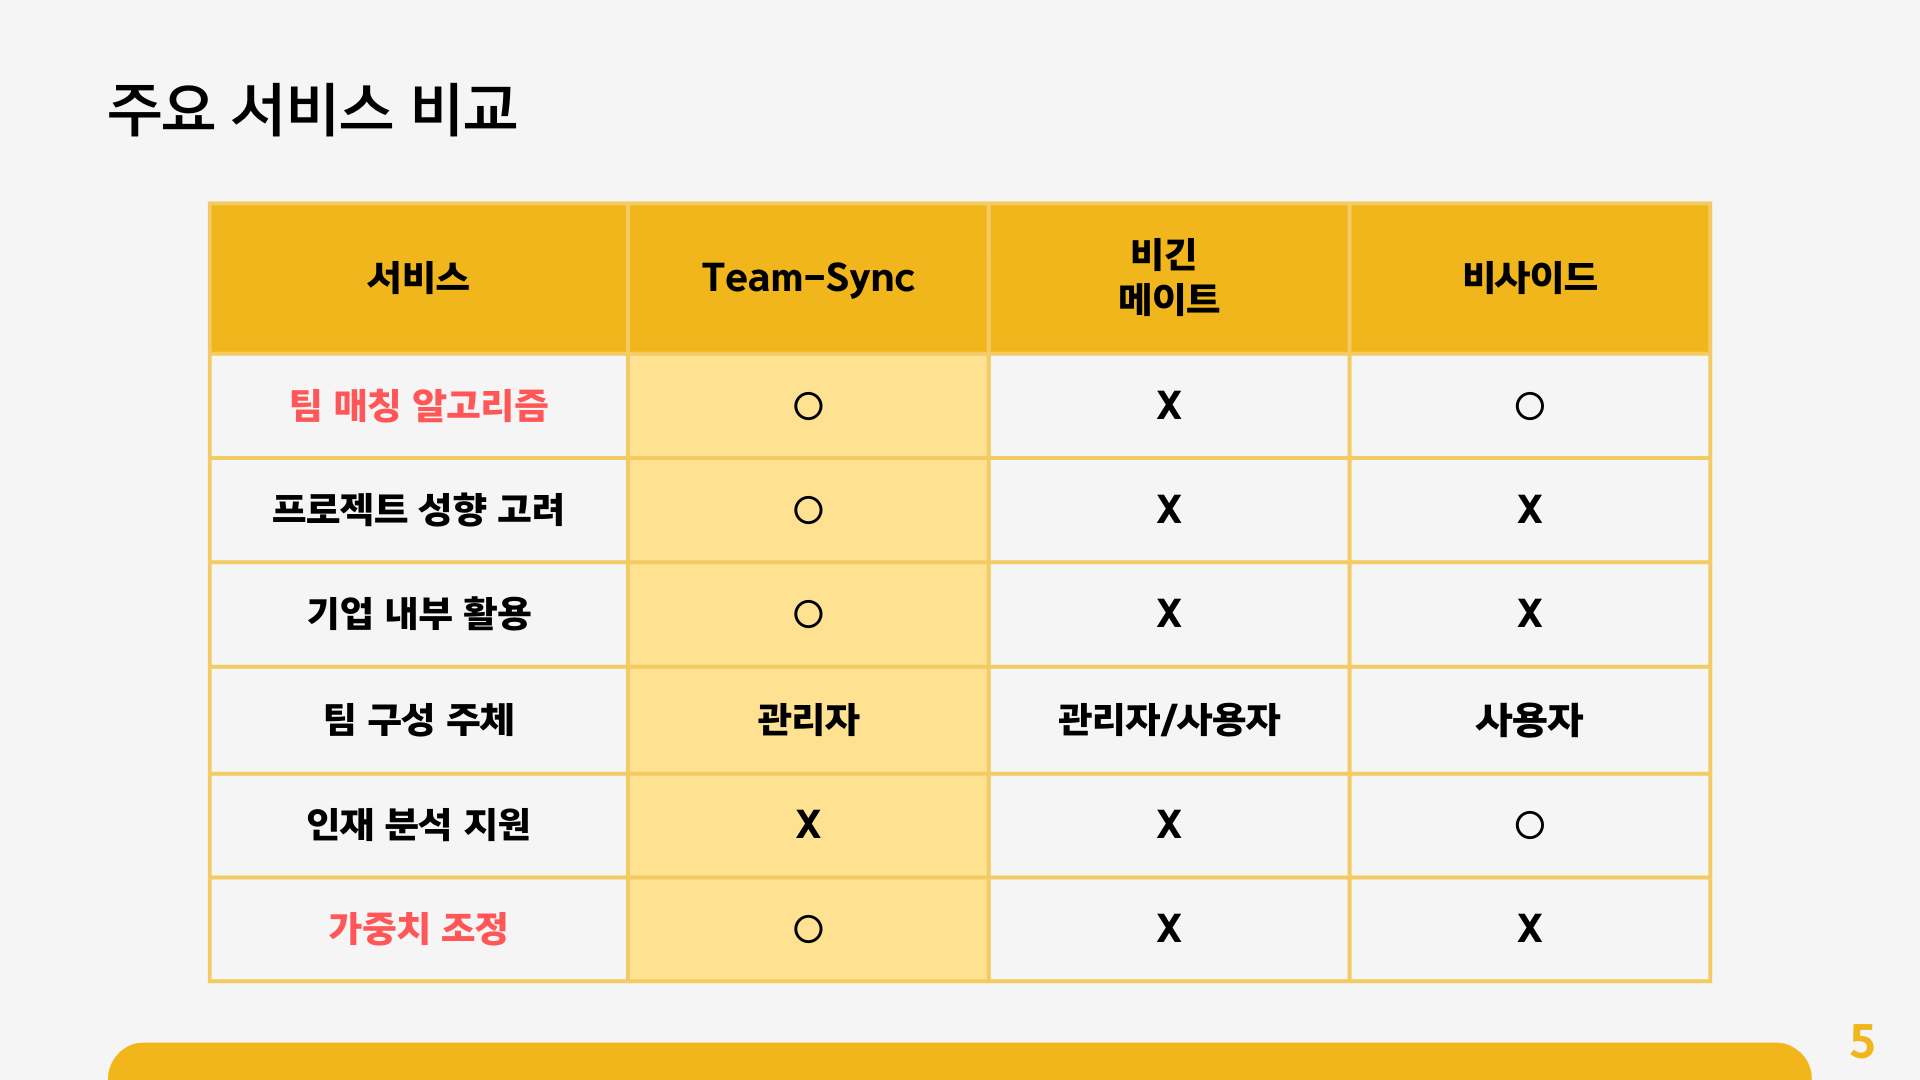 주요 서비스 비교
서비스 Team-Sync 비긴 메이트 비사이드
팀 매칭 알고리즘 ○ X ○
프로젝트 성향 고려 ○ X X
기업 내부 활용 ○ X X
팀 구성 주체 관리자 관리자/사용자 사용자
인재 분석 지원 X X ○
가중치 조정 ○ X X
5